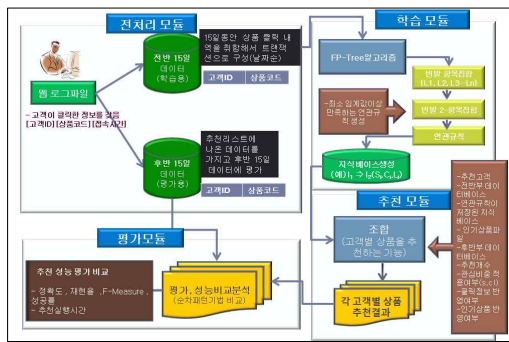 전처리 모듈
전반 15일
데이터
(학습용)
15일동안 상품 클릭 내
역을 취합해서 트랜잭
션으로 구성(날짜순)
고객ID 상품코드
웹 로그파일
- 고객이 클릭한 정보를 담음
[고객ID][상품코드][접속시간]
후반 15일
데이터
(평가용)
추천리스트에
나온 데이터를
가지고 후반 15일
데이터에 평가
고객ID 상품코드
학습 모듈
FP-Tree알고리즘
빈발 항목집합
(L1, L2, L3…Ln)
빈발 2-항목집합
연관규칙
-최소 임계값이상
만족하는 연관규
칙 생성
지식 베이스생성
추천 모듈
조합
(고객별 상품을 추
천하는 기능)
각 고객별 상품
추천결과
-추천고객
-전반부 데이
터베이스
-연관규칙이
저장된 지식
베이스
-인기상품파
일
-후반부 데이
터베이스
-추천개수
-관심비중 적
용여부(s,c,l)
-클릭정보 반
영여부
-인기상품 반
영여부
평가모듈
추천 성능 평가 비교
- 정확도, 재현율, F-Measure,
성공률
- 추천실행시간
평가, 성능비교분석
(순차패턴기법 비교)